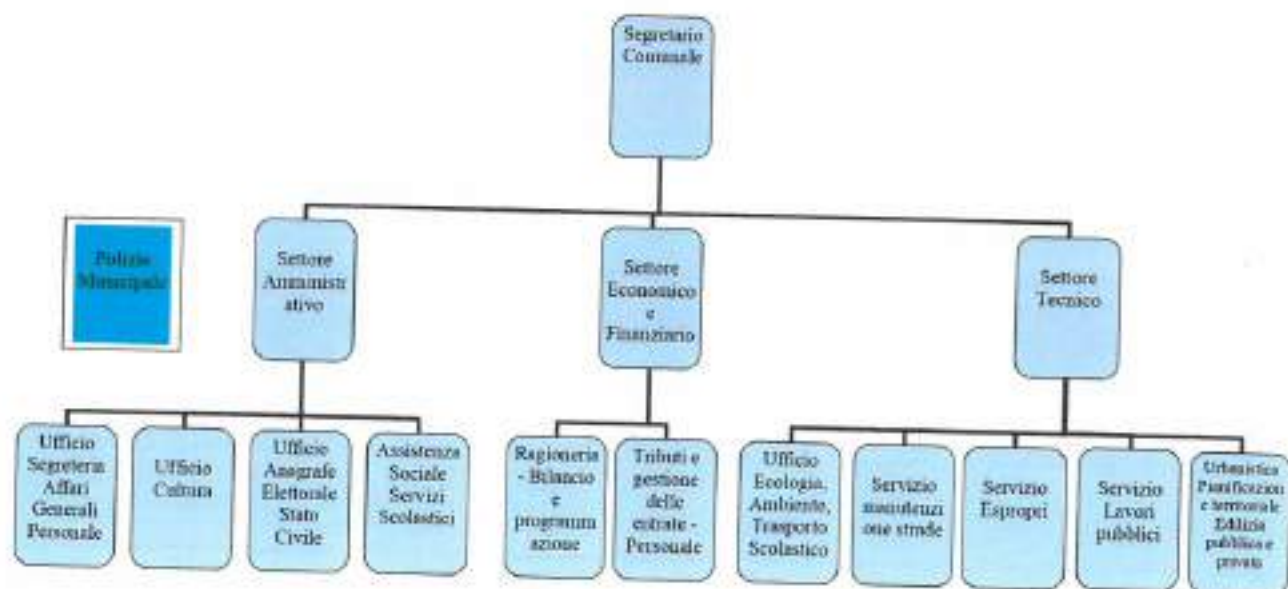 Segretario
Comunale
Polizia
Municipale
Settore
Amministr
ativo
Settore
Economico
e
Finanziario
Settore
Tecnico
Ufficio
Segreteria
Affari
Generali
Personale
Ufficio
Cultura
Ufficio
Anagrafe
Elettorale
Stato
Civile
Assistenza
Sociale
Servizi
Scolastici
Ragioneria
- Bilancio
e
programm
azione
Tributi e
gestione
delle
entrate -
Personale
Ufficio
Ecologia,
Ambiente,
Trasporto
Scolastico
Servizio
manutenzi
one strade
Servizio
Espropri
Servizio
Lavori
pubblici
Urbanistica
Pianificazion
e territoriale
Edilizia
pubblica e
privata